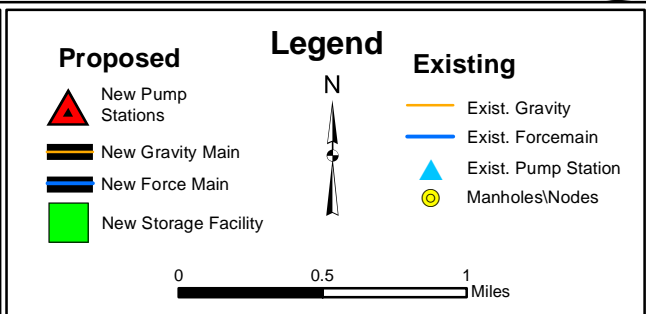 Legend
Proposed
New Pump
Stations
New Gravity Main
New Force Main
New Storage Facility
N
Existing
Exist. Gravity
Exist. Forcemain
Exist. Pump Station
Manholes\Nodes
0 0.5 1
Miles